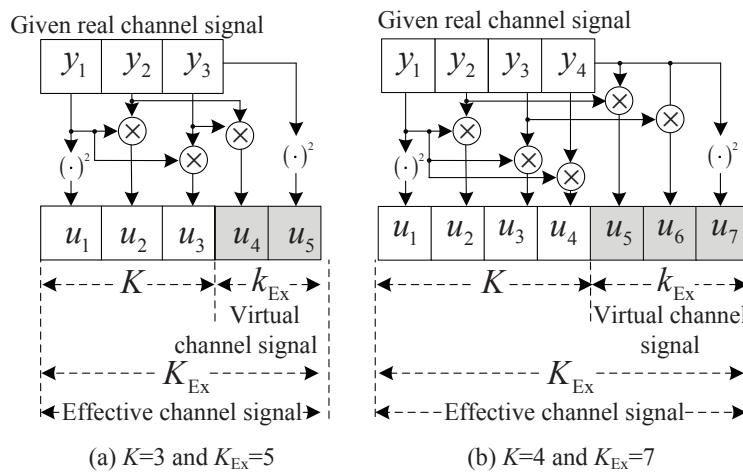 Given real channel signal
y1 y2 y3
(·)² (·)²
u1 u2 u3 u4 u5
K kEx
Virtual
channel signal
KEx
Effective channel signal
(a) K=3 and KEx=5
Given real channel signal
y1 y2 y3 y4
(·)² (·)²
u1 u2 u3 u4 u5 u6 u7
K kEx
Virtual channel
signal
KEx
Effective channel signal
(b) K=4 and KEx=7